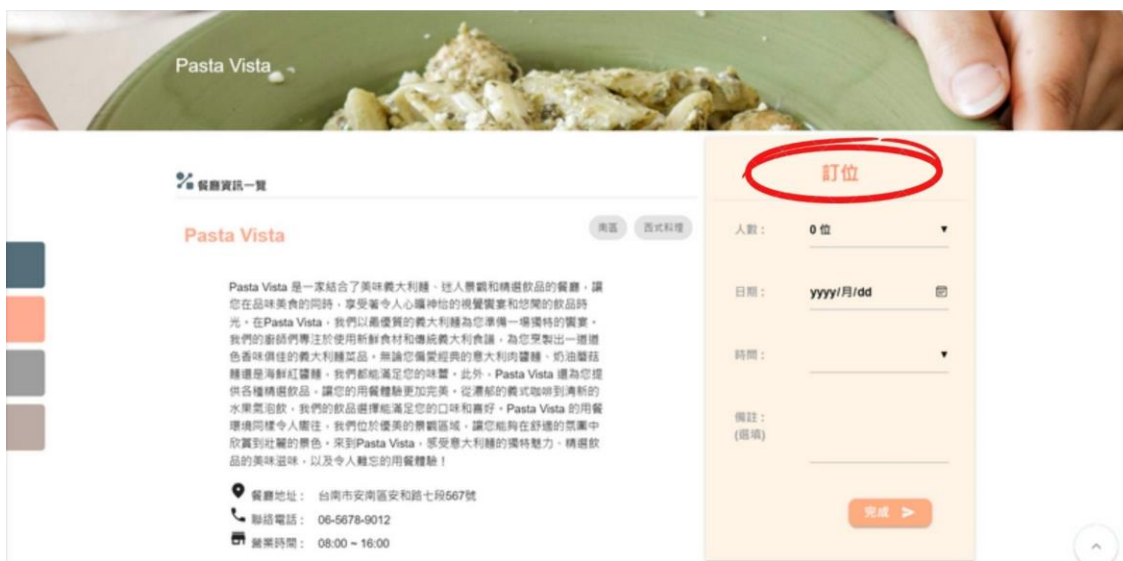 Pasta Vista
餐廳資訊一覽
Pasta Vista
南區 西式料理
Pasta Vista 是一家結合了美味義大利麵、迷人景觀和精選飲品的餐廳，讓
您在品味美食的同時，享受著令人心曠神怡的視覺饗宴和悠閒的飲品時
光。在Pasta Vista，我們以最優質的義大利麵為您準備一場獨特的饗宴。
我們的廚師們專注於使用新鮮食材和傳統義大利食譜，為您烹製出一道道
色香味俱佳的義大利麵菜品。無論您偏愛經典的意大利肉醬麵、奶油蘑菇
麵還是海鮮紅醬麵，我們都能滿足您的味蕾。此外，Pasta Vista 還為您提
供各種精選飲品，讓您的用餐體驗更加完美。從濃郁的義式咖啡到清新的
水果氣泡飲，我們的飲品選擇能滿足您的口味和喜好。Pasta Vista 的用餐
環境同樣令人嚮往，我們位於優美的景觀區域，讓您能夠在舒適的氛圍中
欣賞到壯麗的景色。來到Pasta Vista，感受意大利麵的獨特魅力、精選飲
品的美味滋味，以及令人難忘的用餐體驗！
餐廳地址： 台南市安南區安和路七段567號
聯絡電話： 06-5678-9012
營業時間： 08:00 ~ 16:00
訂位
人數： 0 位
日期： yyyy/月/dd
時間：
備註：
(選填)
完成